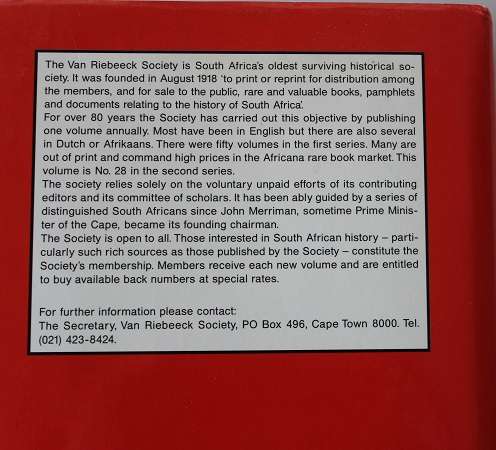 The Van Riebeeck Society is South Africa's oldest surviving historical so-
ciety. It was founded in August 1918 'to print or reprint for distribution among
the members, and for sale to the public, rare and valuable books, pamphlets
and documents relating to the history of South Africa'.
For over 80 years the Society has carried out this objective by publishing
one volume annually. Most have been in English but there are also several
in Dutch or Afrikaans. There were fifty volumes in the first series. Many are
out of print and command high prices in the Africana rare book market. This
volume is No. 28 in the second series.
The society relies solely on the voluntary unpaid efforts of its contributing
editors and its committee of scholars. It has been ably guided by a series of
distinguished South Africans since John Merriman, sometime Prime Minis-
ter of the Cape, became its founding chairman.
The Society is open to all. Those interested in South African history – parti-
cularly such rich sources as those published by the Society – constitute the
Society's membership. Members receive each new volume and are entitled
to buy available back numbers at special rates.
For further information please contact:
The Secretary, Van Riebeeck Society, PO Box 496, Cape Town 8000. Tel.
(021) 423-8424.